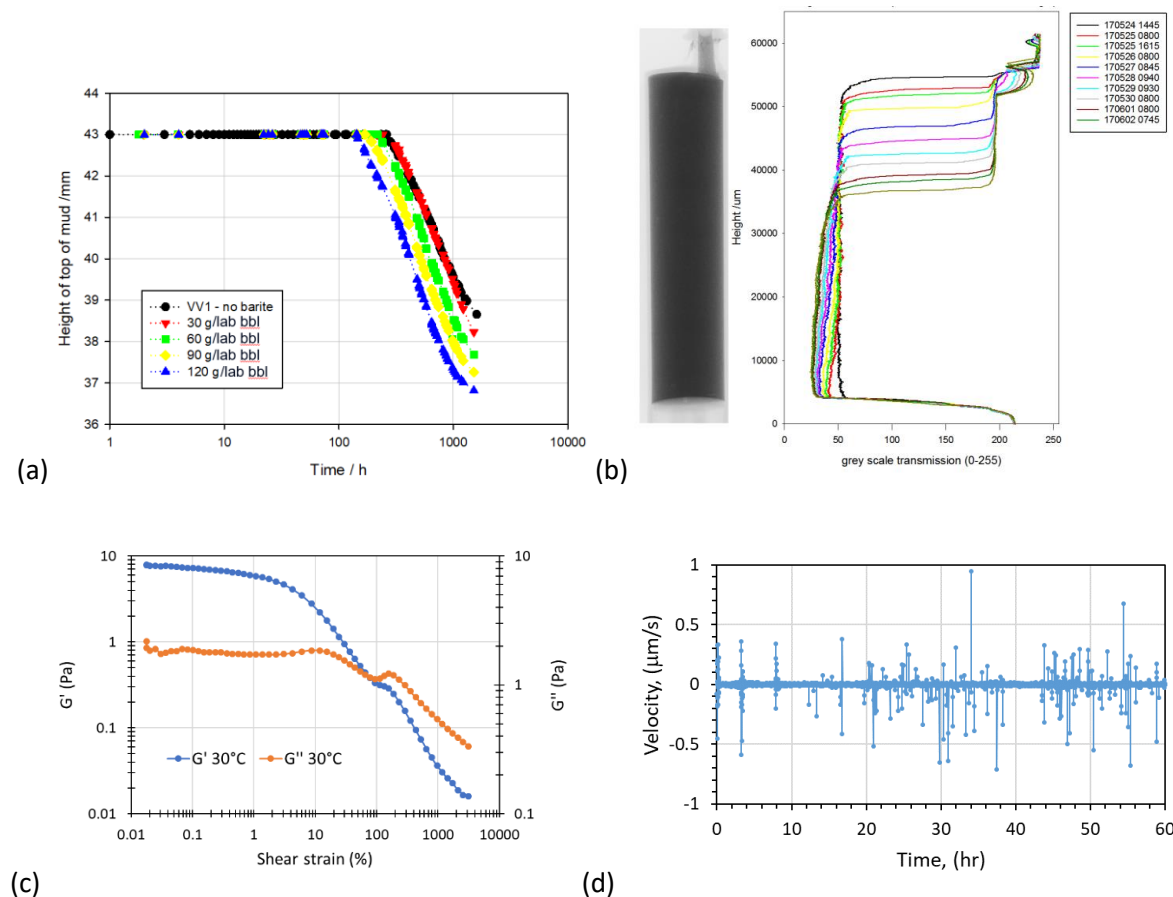 44
43
42
41
40
39
38
37
36
Height of top of mud /mm
VV1 - no barite
30 g/lab bbl
60 g/lab bbl
90 g/lab bbl
120 g/lab bbl
1 10 100 1000 10000
Time / h
(a)
60000
50000
40000
30000
20000
10000
0
Height /um
0 50 100 150 200 250
grey scale transmission (0-255)
170524 1445
170525 0800
170525 1615
170526 0800
170527 0845
170528 0940
170529 0930
170530 0800
170601 0800
170602 0745
(b)
10
1
0.1
0.01
G' (Pa)
G' 30°C G'' 30°C
10
1
0.1
G'' (Pa)
0.01 0.1 1 10 100 1000 10000
Shear strain (%)
(c)
1
0.5
0
-0.5
-1
Velocity, (μm/s)
0 10 20 30 40 50 60
Time, (hr)
(d)